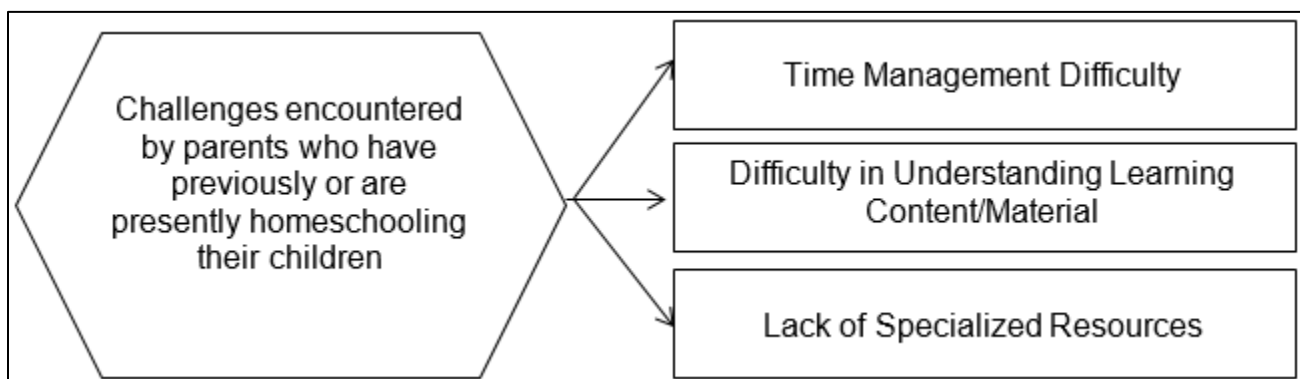 Challenges encountered
by parents who have
previously or are
presently homeschooling
their children
Time Management Difficulty
Difficulty in Understanding Learning
Content/Material
Lack of Specialized Resources